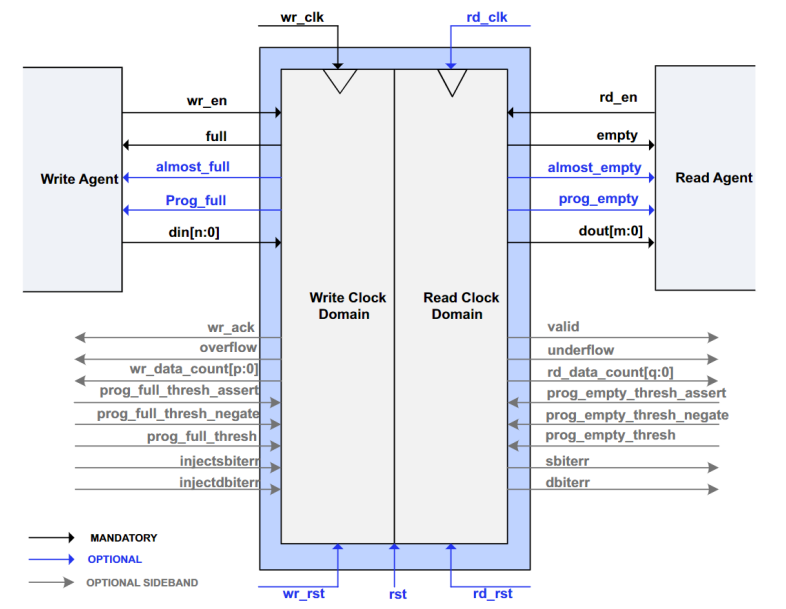 wr_clk
rd_clk
wr_en
rd_en
full
empty
almost_full
almost_empty
Write Agent
Read Agent
Prog_full
prog_empty
din[n:0]
dout[m:0]
Write Clock
Domain
Read Clock
Domain
wr_ack
valid
overflow
underflow
wr_data_count[p:0]
rd_data_count[q:0]
prog_full_thresh_assert
prog_empty_thresh_assert
prog_full_thresh_negate
prog_empty_thresh_negate
prog_full_thresh
prog_empty_thresh
injectsbiterr
sbiterr
injectdbiterr
dbiterr
MANDATORY
OPTIONAL
OPTIONAL SIDEBAND
wr_rst
rst
rd_rst